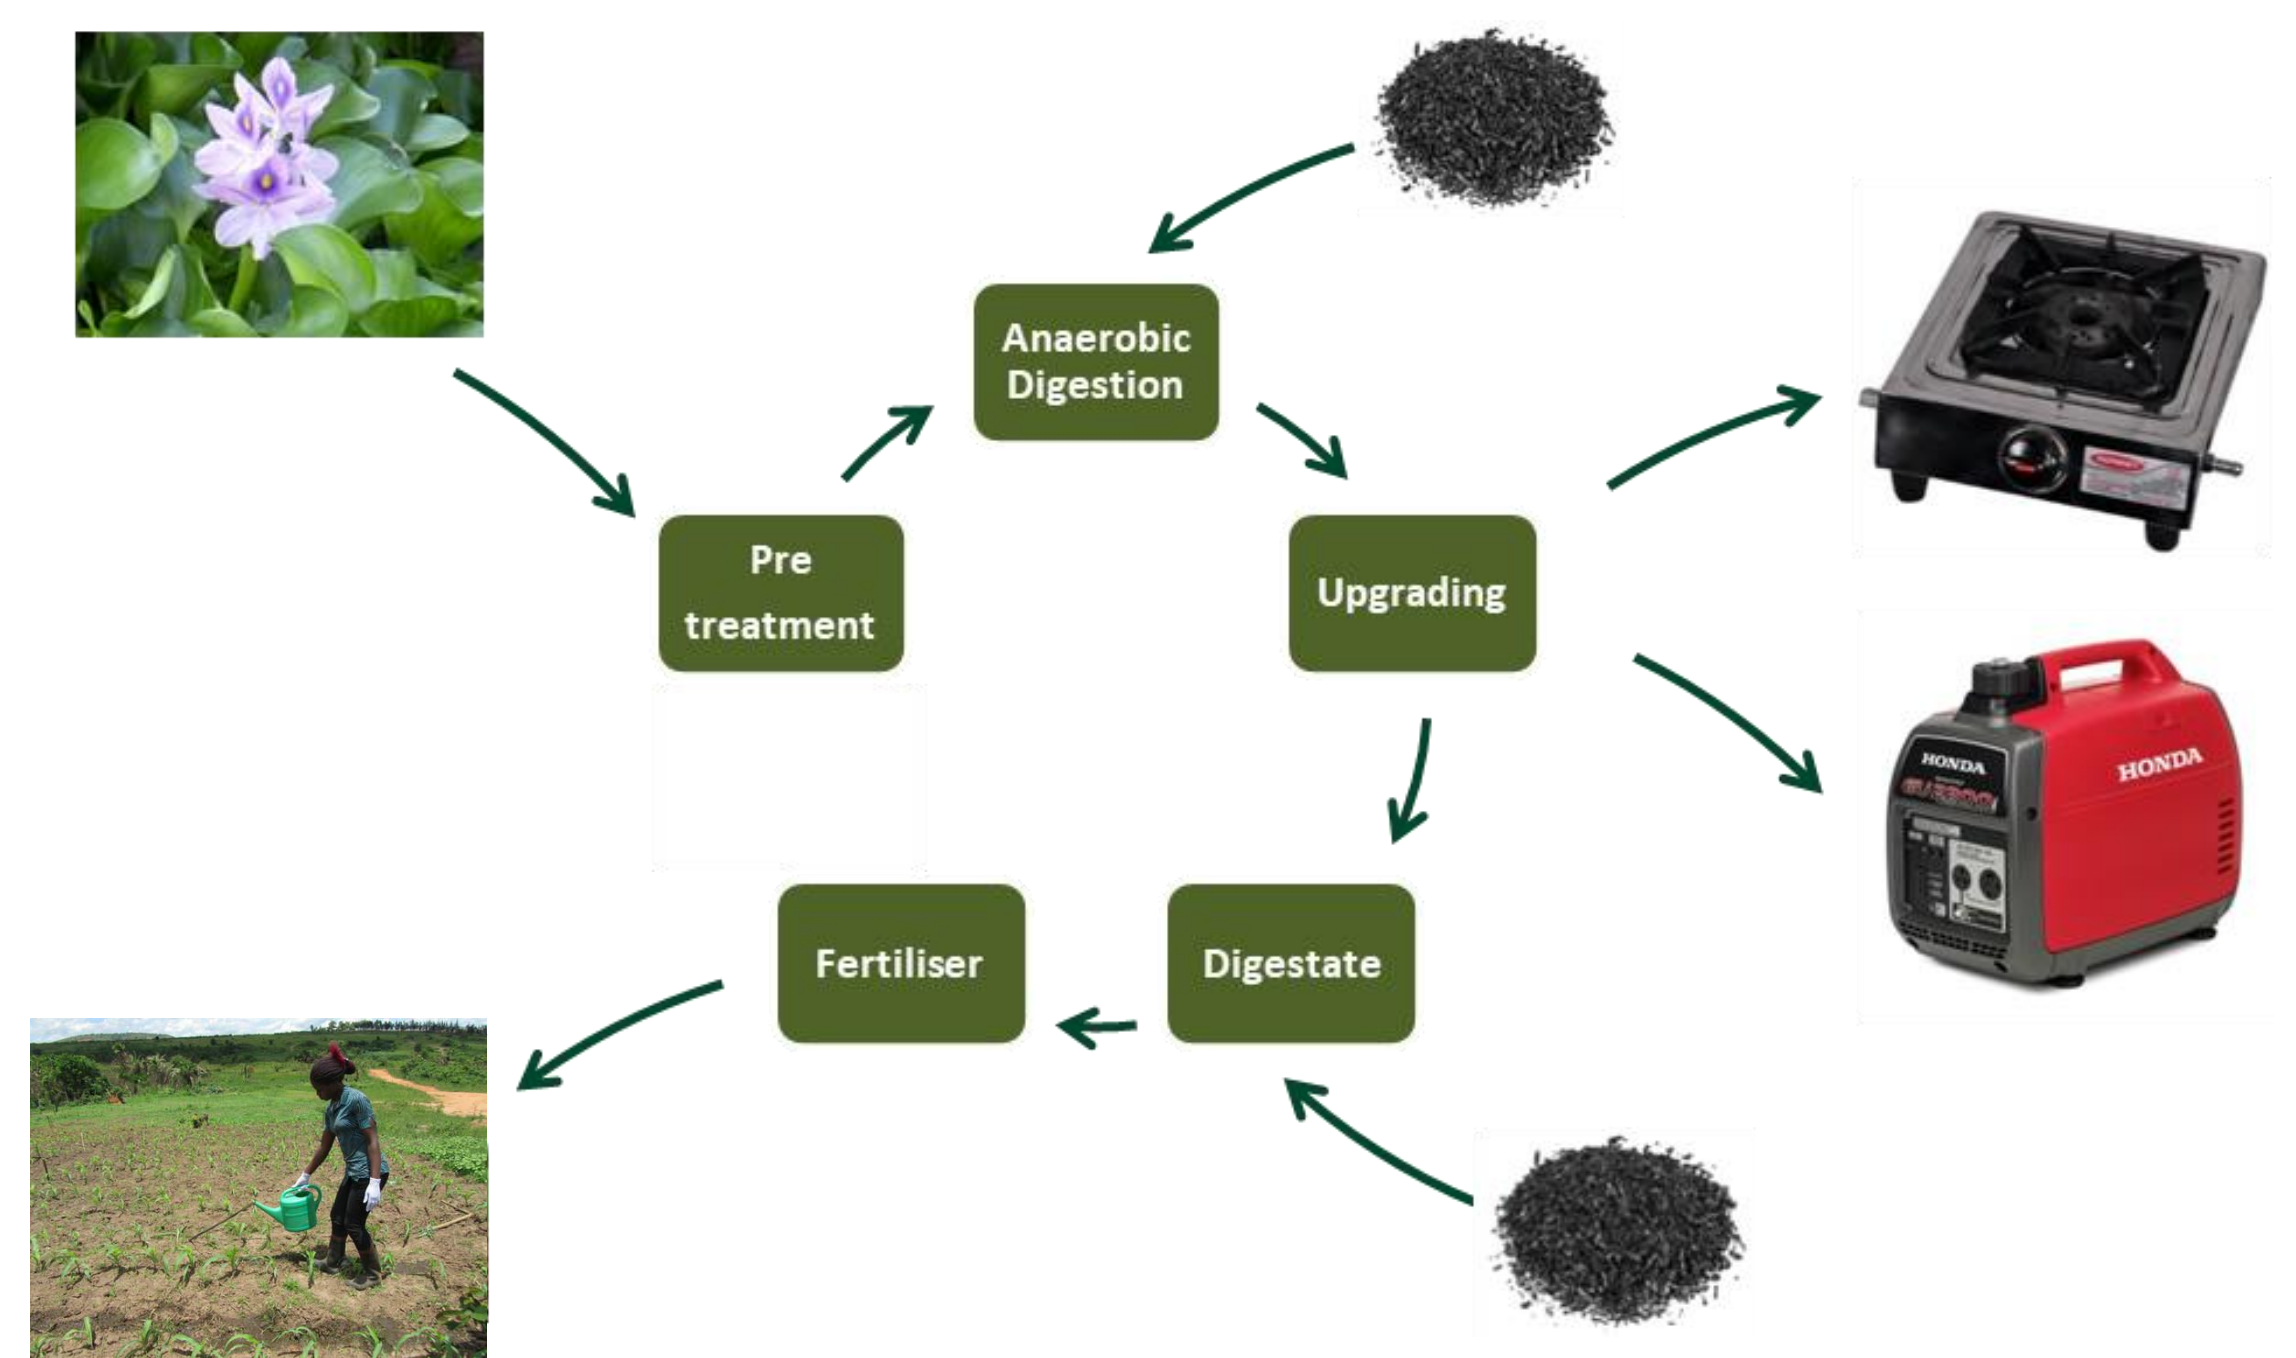 Anaerobic
Digestion
Pre
treatment
Upgrading
HONDA
HONDA
Fertiliser
Digestate